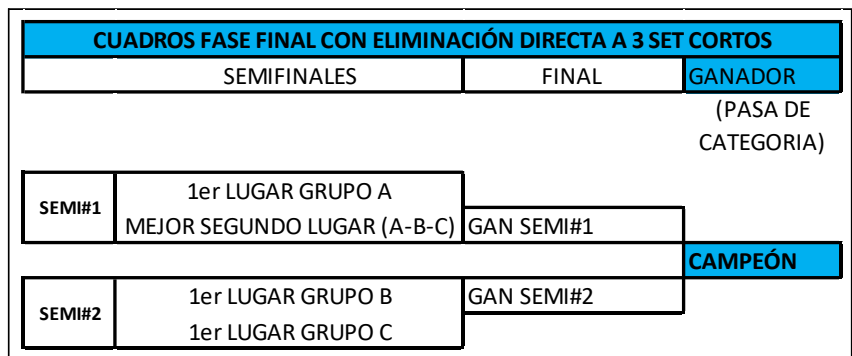 CUADROS FASE FINAL CON ELIMINACIÓN DIRECTA A 3 SET CORTOS
SEMIFINALES FINAL GANADOR
(PASA DE
CATEGORIA)
SEMI#1
1er LUGAR GRUPO A
MEJOR SEGUNDO LUGAR (A-B-C) GAN SEMI#1
CAMPEÓN
SEMI#2
1er LUGAR GRUPO B GAN SEMI#2
1er LUGAR GRUPO C